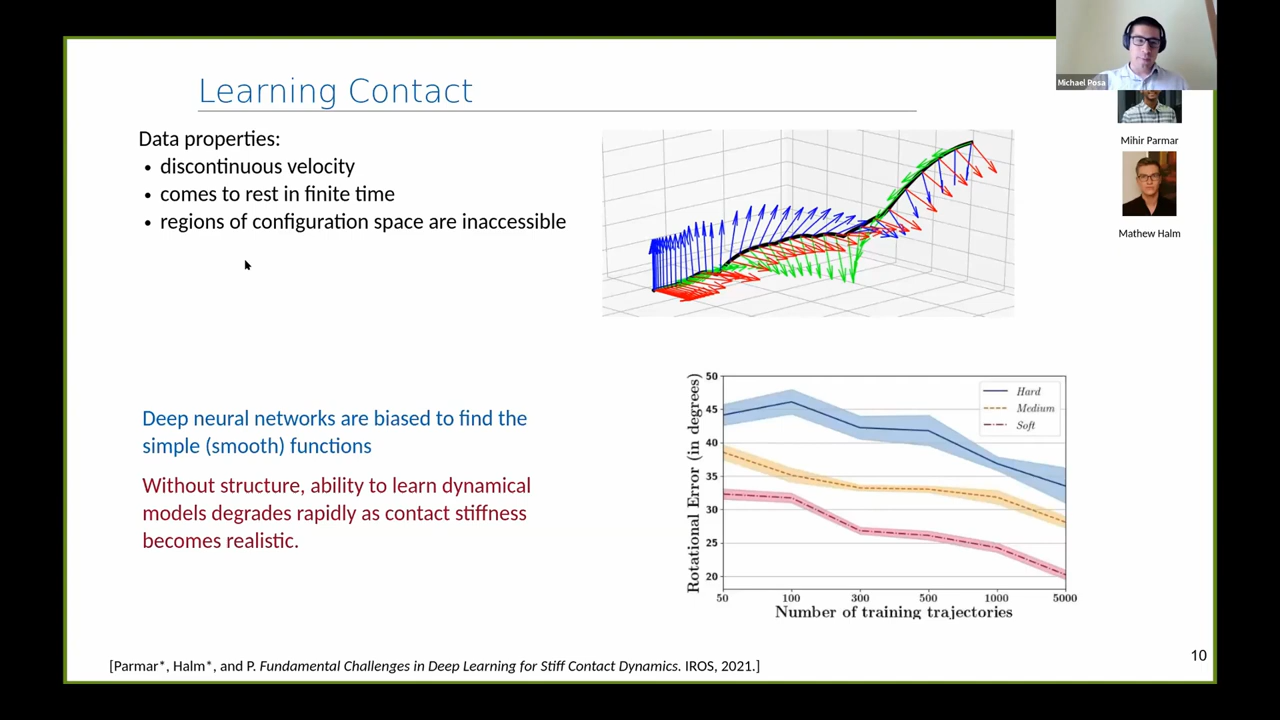 Learning Contact
Michael Posa
Mihir Parmar
Mathew Halm
Data properties:
• discontinuous velocity
• comes to rest in finite time
• regions of configuration space are inaccessible
Deep neural networks are biased to find the
simple (smooth) functions
Without structure, ability to learn dynamical
models degrades rapidly as contact stiffness
becomes realistic.
Rotational Error (in degrees)
50
45
40
35
30
25
20
Hard
Medium
Soft
50 100 300 500 1000 5000
Number of training trajectories
[Parmar*, Halm*, and P. Fundamental Challenges in Deep Learning for Stiff Contact Dynamics. IROS, 2021.]
10